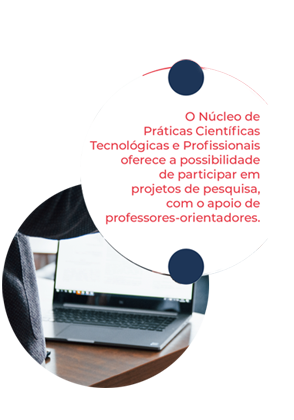 O Núcleo de
Práticas Científicas
Tecnológicas e Profissionais
oferece a possibilidade
de participar em
projetos de pesquisa,
com o apoio de
professores-orientadores.